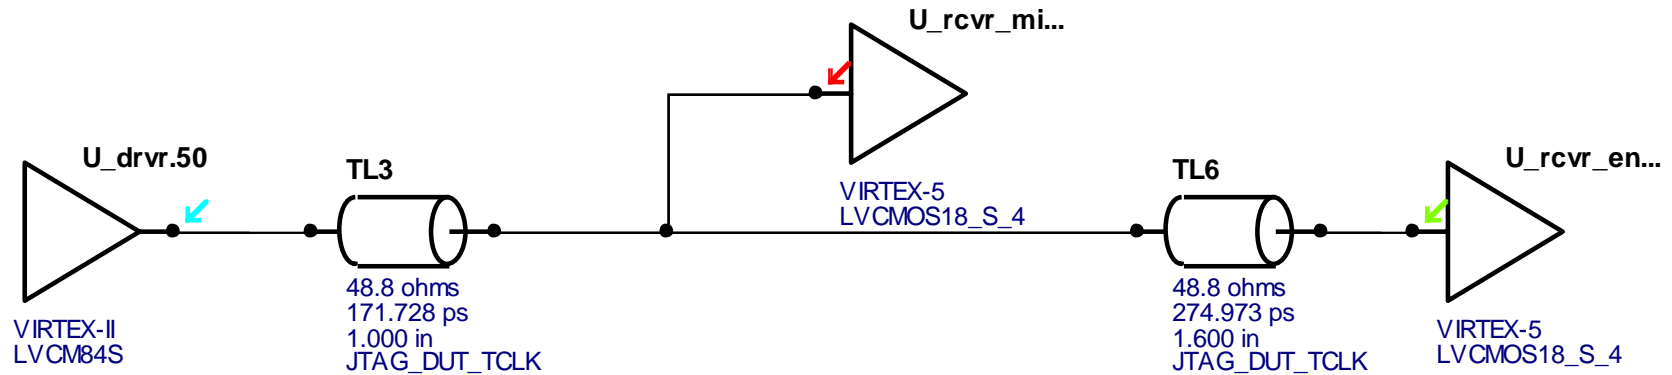 U_rcvr_mi...
VIRTEX-5
LVCMOS18_S_4
U_drvr.50
VIRTEX-II
LVCM84S
TL3
48.8 ohms
171.728 ps
1.000 in
JTAG_DUT_TCLK
TL6
48.8 ohms
274.973 ps
1.600 in
JTAG_DUT_TCLK
U_rcvr_en...
VIRTEX-5
LVCMOS18_S_4